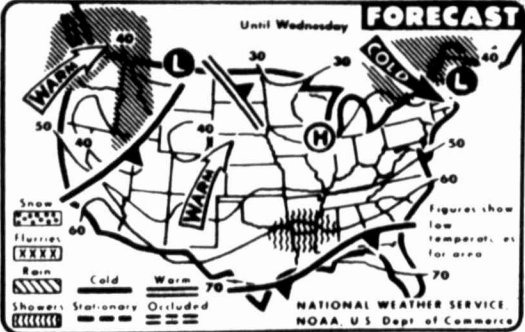 FORECAST
Until Wednesday
40
WARM
L
30
30
COLD
40
L
50
40
40
H
50
WARM
60
60
70
70
Snow
Flurries
Rain
Showers
Cold
Warm
Stationary
Occluded
Figures show
low
temperat es
for area
NATIONAL WEATHER SERVICE,
NOAA, U S Dept of Commerce